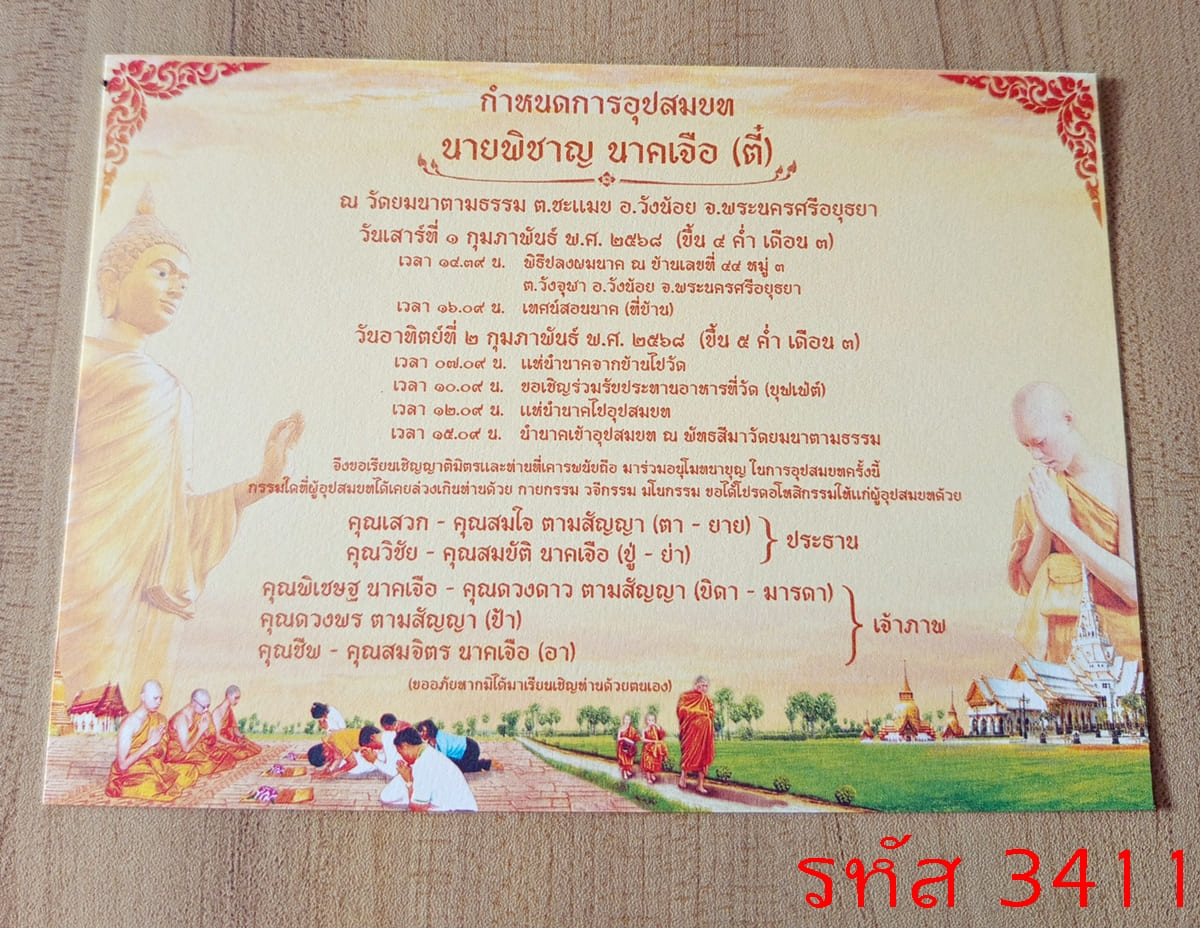 กำหนดการอุปสมบท
นายพิชาญ นาคเจือ (ตี๋)
ณ วัดยมนาตามธรรม ต.ชะแมบ อ.วังน้อย จ.พระนครศรีอยุธยา
วันเสาร์ที่ ๑ กุมภาพันธ์ พ.ศ. ๒๕๖๘ (ขึ้น ๔ ค่ำ เดือน ๓)
เวลา ๑๔.๓๙ น. พิธีปลงผมนาค ณ บ้านเลขที่ ๔๔ หมู่ ๓
ต.วังจุฬา อ.วังน้อย จ.พระนครศรีอยุธยา
เวลา ๑๖.๐๙ น. เทศน์สอนนาค (ที่บ้าน)
วันอาทิตย์ที่ ๒ กุมภาพันธ์ พ.ศ. ๒๕๖๘ (ขึ้น ๕ ค่ำ เดือน ๓)
เวลา ๐๗.๐๙ น. แห่นำนาคจากบ้านไปวัด
เวลา ๑๐.๐๙ น. ขอเชิญร่วมรับประทานอาหารที่วัด (บุฟเฟ่ต์)
เวลา ๑๒.๐๙ น. แห่นำนาคไปอุปสมบท
เวลา ๑๕.๐๙ น. นำนาคเข้าอุปสมบท ณ พัทธสีมาวัดยมนาตามธรรม
จึงขอเรียนเชิญญาติมิตรและท่านที่เคารพนับถือ มาร่วมอนุโมทนาบุญ ในการอุปสมบทครั้งนี้
กรรมใดที่ผู้อุปสมบทได้เคยล่วงเกินท่านด้วย กายกรรม วจีกรรม มโนกรรม ขอได้โปรดอโหสิกรรมให้แก่ผู้อุปสมบทด้วย
คุณเสวก - คุณสมใจ ตามสัญญา (ตา - ยาย)
คุณวิชัย - คุณสมบัติ นาคเจือ (ปู่ - ย่า)
ประธาน
คุณพิเชษฐ นาคเจือ - คุณดวงดาว ตามสัญญา (บิดา - มารดา)
คุณดวงพร ตามสัญญา (ป้า)
คุณชีพ - คุณสมจิตร นาคเจือ (อา)
เจ้าภาพ
(ขออภัยหากมิได้มาเรียนเชิญท่านด้วยตนเอง)
รหัส 3411